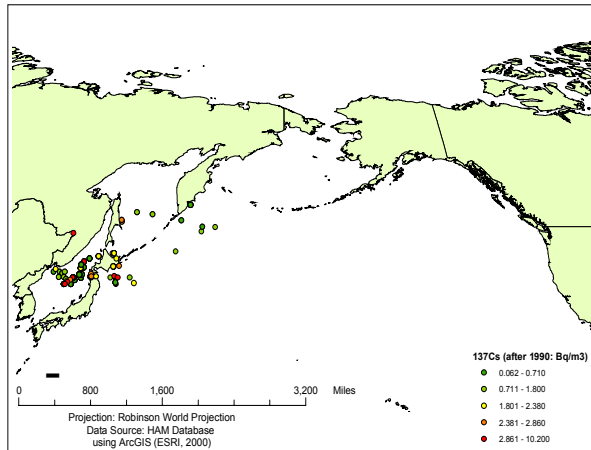 137Cs (after 1990: Bq/m3)
0.062 - 0.710
0.711 - 1.800
1.801 - 2.380
2.381 - 2.860
2.861 - 10.200
0 800 1,600 3,200 Miles
Projection: Robinson World Projection
Data Source: HAM Database
using ArcGIS (ESRI, 2000)